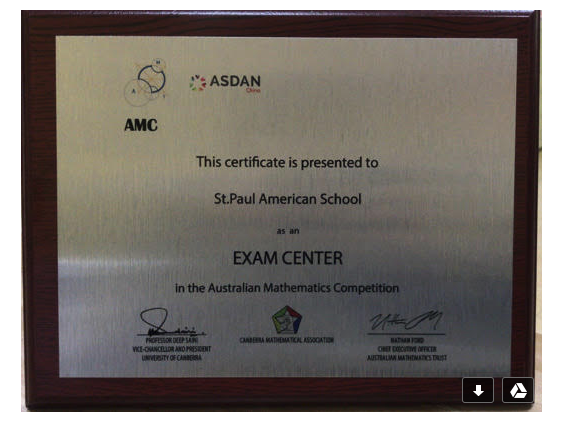 ASDAN
China
AMC
This certificate is presented to
St.Paul American School
as an
EXAM CENTER
in the Australian Mathematics Competition
PROFESSOR DEEP SAINI
VICE-CHANCELLOR AND PRESIDENT
UNIVERSITY OF CANBERRA
CANBERRA MATHEMATICAL ASSOCIATION
NATHAN FORD
CHIEF EXECUTIVE OFFICER
AUSTRALIAN MATHEMATICS TRUST